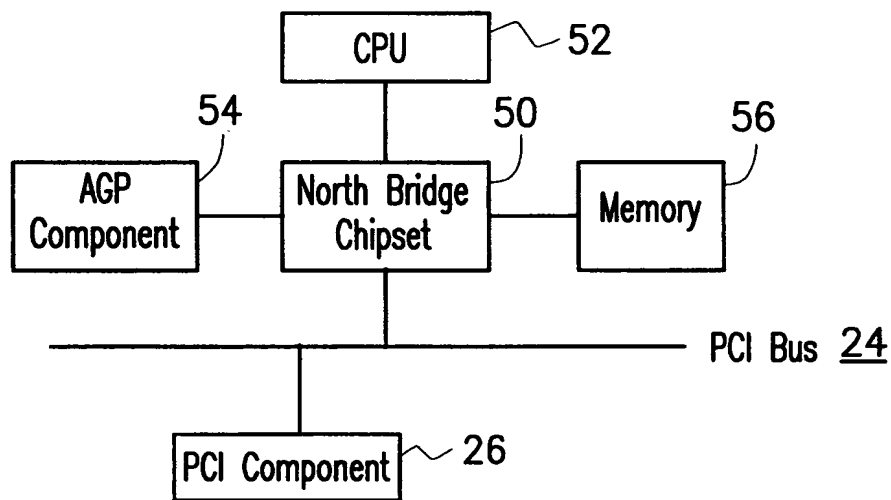 CPU
52
54
50
56
AGP
Component
North Bridge
Chipset
Memory
PCI Bus 24
PCI Component
26